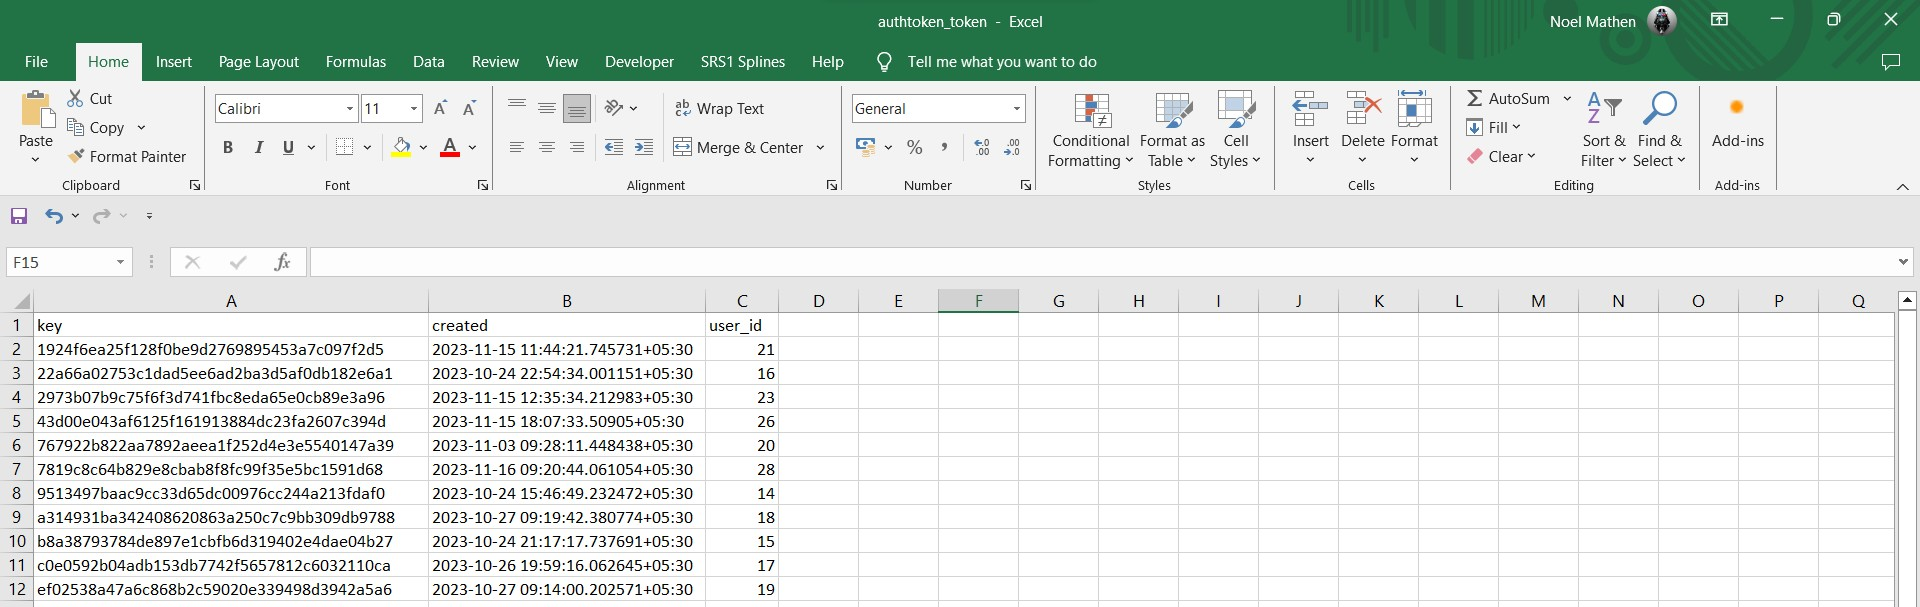 authtoken_token - Excel
Noel Mathen
File Home Insert Page Layout Formulas Data Review View Developer SRS1 Splines Help Tell me what you want to do
Paste
Cut
Copy
Format Painter
Clipboard
Calibri 11
B I U A
Font
ab Wrap Text
Merge & Center
Alignment
General
% ,
Number
Conditional Formatting
Format as Table
Cell Styles
Styles
Insert Delete Format
Cells
AutoSum
Fill
Clear
Sort & Filter
Find & Select
Editing
Add-ins
Add-ins
F15 fx
A B C D E F G H I J K L M N O P Q
1 key created user_id
2 1924f6ea25f128f0be9d2769895453a7c097f2d5 2023-11-15 11:44:21.745731+05:30 21
3 22a66a02753c1dad5ee6ad2ba3d5af0db182e6a1 2023-10-24 22:54:34.001151+05:30 16
4 2973b07b9c75f6f3d741fbc8eda65e0cb89e3a96 2023-11-15 12:35:34.212983+05:30 23
5 43d00e043af6125f161913884dc23fa2607c394d 2023-11-15 18:07:33.50905+05:30 26
6 767922b822aa7892aeea1f252d4e3e5540147a39 2023-11-03 09:28:11.448438+05:30 20
7 7819c8c64b829e8cbab8f8fc99f35e5bc1591d68 2023-11-16 09:20:44.061054+05:30 28
8 9513497baac9cc33d65dc00976cc244a213fdaf0 2023-10-24 15:46:49.232472+05:30 14
9 a314931ba342408620863a250c7c9bb309db9788 2023-10-27 09:19:42.380774+05:30 18
10 b8a38793784de897e1cbfb6d319402e4dae04b27 2023-10-24 21:17:17.737691+05:30 15
11 c0e0592b04adb153db7742f5657812c6032110ca 2023-10-26 19:59:16.062645+05:30 17
12 ef02538a47a6c868b2c59020e339498d3942a5a6 2023-10-27 09:14:00.202571+05:30 19